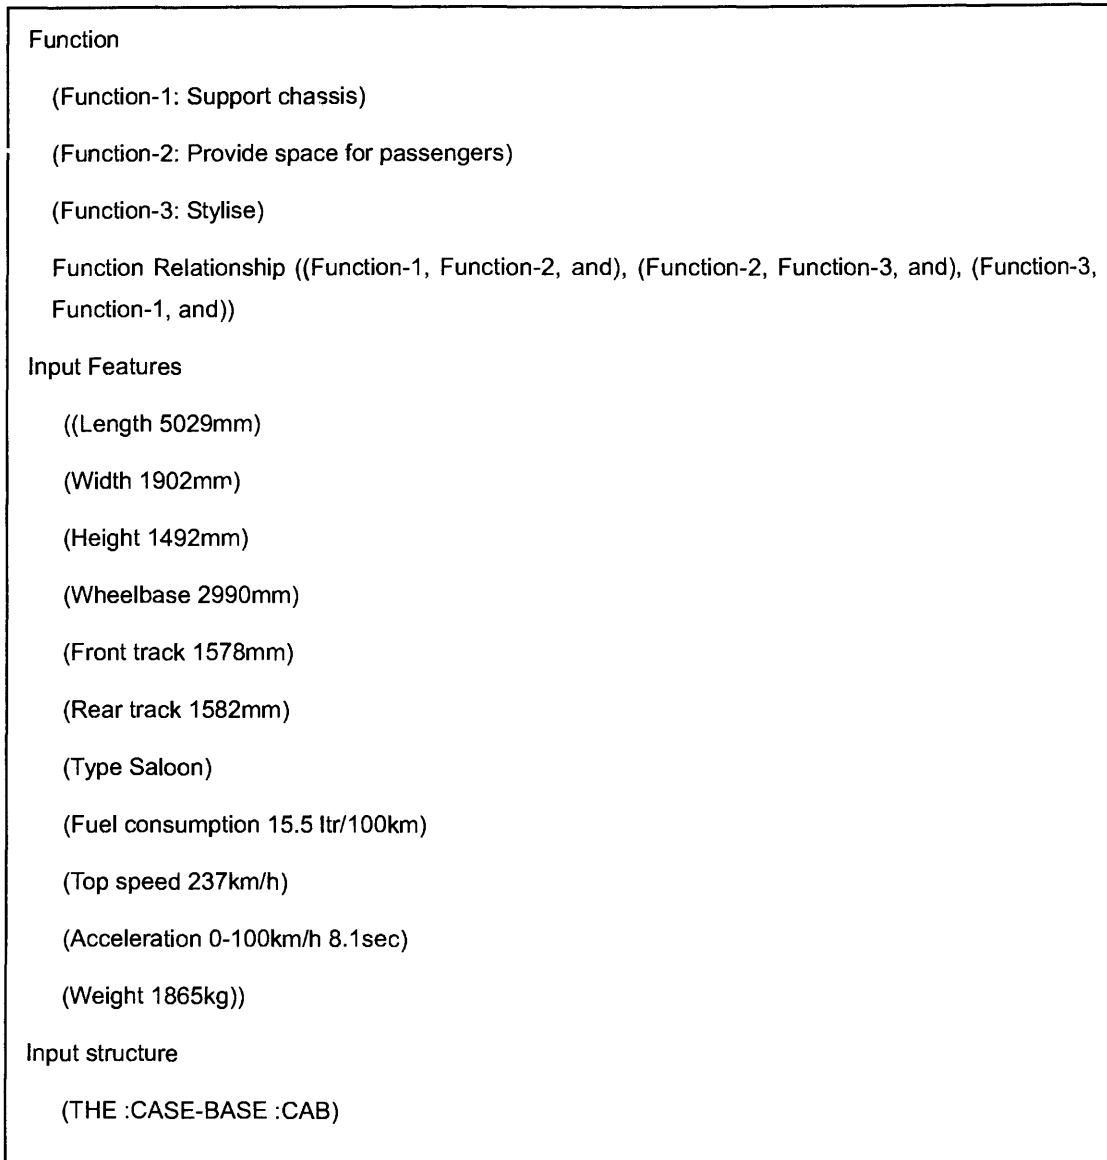 Function
(Function-1: Support chassis)
(Function-2: Provide space for passengers)
(Function-3: Stylise)
Function Relationship ((Function-1, Function-2, and), (Function-2, Function-3, and), (Function-3,
Function-1, and))
Input Features
((Length 5029mm)
(Width 1902mm)
(Height 1492mm)
(Wheelbase 2990mm)
(Front track 1578mm)
(Rear track 1582mm)
(Type Saloon)
(Fuel consumption 15.5 ltr/100km)
(Top speed 237km/h)
(Acceleration 0-100km/h 8.1sec)
(Weight 1865kg))
Input structure
(THE :CASE-BASE :CAB)